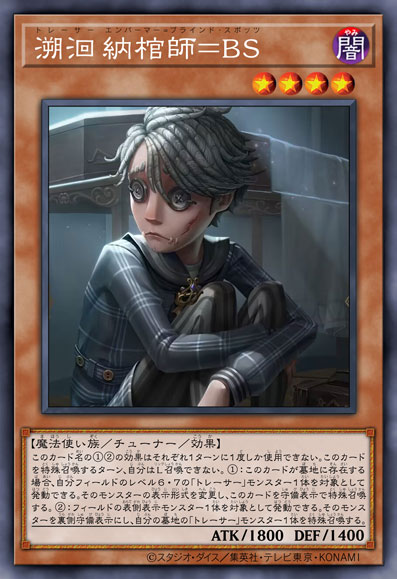 トレーサー エンバーマー=ブラインド・スポッツ
溯洄 納棺師=BS
やみ
闇
【魔法使い族／チューナー／効果】
このカード名の①②の効果はそれぞれ1ターンに1度しか使用できない。このカード
を特殊召喚するターン、自分はL召喚できない。①：このカードが墓地に存在する
場合、自分フィールドのレベル6・7の「トレーサー」モンスター1体を対象として
発動できる。そのモンスターの表示形式を変更し、このカードを守備表示で特殊召
喚する。②：フィールドの表側モンスター1体を対象として発動できる。そのモンス
ターを裏側守備表示にし、自分の墓地の「トレーサー」モンスター1体を特殊召喚する。
ATK/1800 DEF/1400
©スタジオ・ダイス／集英社・テレビ東京・KONAMI